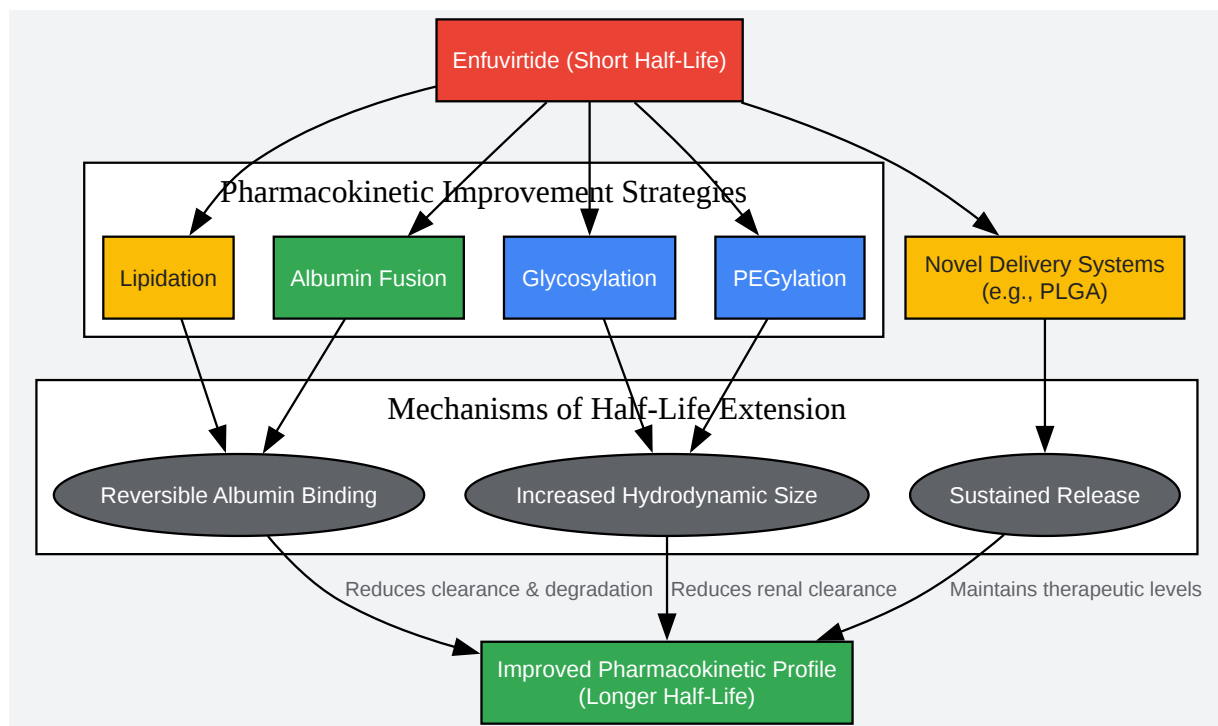 Enfuvirtide (Short Half-Life)
Pharmacokinetic Improvement Strategies
Lipidation
Albumin Fusion
Glycosylation
PEGylation
Novel Delivery Systems
(e.g., PLGA)
Mechanisms of Half-Life Extension
Reversible Albumin Binding
Increased Hydrodynamic Size
Sustained Release
Reduces clearance & degradation
Reduces renal clearance
Maintains therapeutic levels
Improved Pharmacokinetic Profile
(Longer Half-Life)